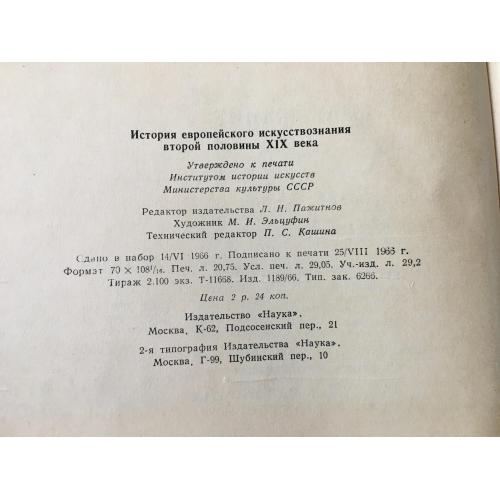 История европейского искусствознания
второй половины XIX века
Утверждено к печати
Институтом истории искусств
Министерства культуры СССР
Редактор издательства Л. Н. Пажитнов
Художник М. И. Эльцуфин
Технический редактор П. С. Кашина
Сдано в набор 14/VI 1966 г. Подписано к печати 25/VIII 1966 г.
Формат 70 × 108¹/₁₆. Печ. л. 20,75. Усл. печ. л. 29,05. Уч.-изд. л. 29,2
Тираж 2.100 экз. Т-11668. Изд. 1189/66. Тип. зак. 6266.
Цена 2 р. 24 коп.
Издательство «Наука».
Москва, К-62, Подсосенский пер., 21
2-я типография Издательства «Наука».
Москва, Г-99, Шубинский пер., 10